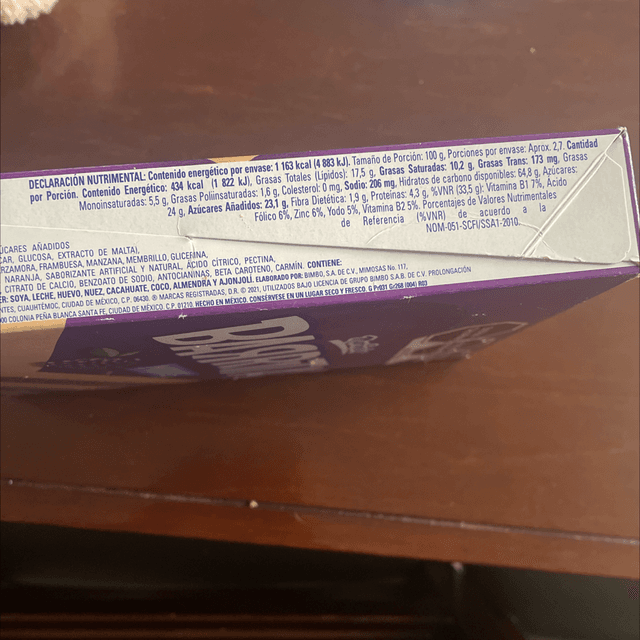 DECLARACIÓN NUTRIMENTAL: Contenido energético por envase: 1 163 kcal (4 883 kJ). Tamaño de Porción: 100 g, Porciones por envase: Aprox. 2,7. Cantidad
por Porción. Contenido Energético: 434 kcal (1 822 kJ), Grasas Totales (Lípidos): 17,5 g, Grasas Saturadas: 10,2 g, Grasas Trans: 173 mg, Grasas
Monoinsaturadas: 5,5 g, Grasas Poliinsaturadas: 1,6 g, Colesterol: 0 mg, Sodio: 206 mg, Hidratos de carbono disponibles: 64,8 g, Azúcares:
24 g, Azúcares Añadidos: 23,1 g, Fibra Dietética: 1,9 g, Proteínas: 4,3 g, %VNR (33,5 g): Vitamina B1 7%, Ácido
Fólico 6%, Zinc 6%, Yodo 5%, Vitamina B2 5%. Porcentajes de Valores Nutrimentales
de Referencia (%VNR) de acuerdo a la
NOM-051-SCFI/SSA1-2010.
ÚCARES AÑADIDOS
CAR, GLUCOSA, EXTRACTO DE MALTA),
RZAMORA, FRAMBUESA, MANZANA, MEMBRILLO, GLICERINA,
NARANJA, SABORIZANTE ARTIFICIAL Y NATURAL, ÁCIDO CÍTRICO, PECTINA,
CITRATO DE CALCIO, BENZOATO DE SODIO, ANTOCIANINAS, BETA CAROTENO, CARMÍN. CONTIENE:
ER: SOYA, LECHE, HUEVO, NUEZ, CACAHUATE, COCO, ALMENDRA Y AJONJOLÍ. ELABORADO POR: BIMBO, S.A. DE C.V., MIMOSAS No. 117,
NTES, CUAUHTÉMOC, CIUDAD DE MÉXICO, C.P. 06430. ® MARCAS REGISTRADAS, D.R. © 2021, UTILIZADOS BAJO LICENCIA DE GRUPO BIMBO S.A.B. DE C.V. PROLONGACIÓN
00 COLONIA PEÑA BLANCA SANTA FE, CIUDAD DE MÉXICO, C.P. 01210. HECHO EN MÉXICO. CONSÉRVESE EN UN LUGAR SECO Y FRESCO.